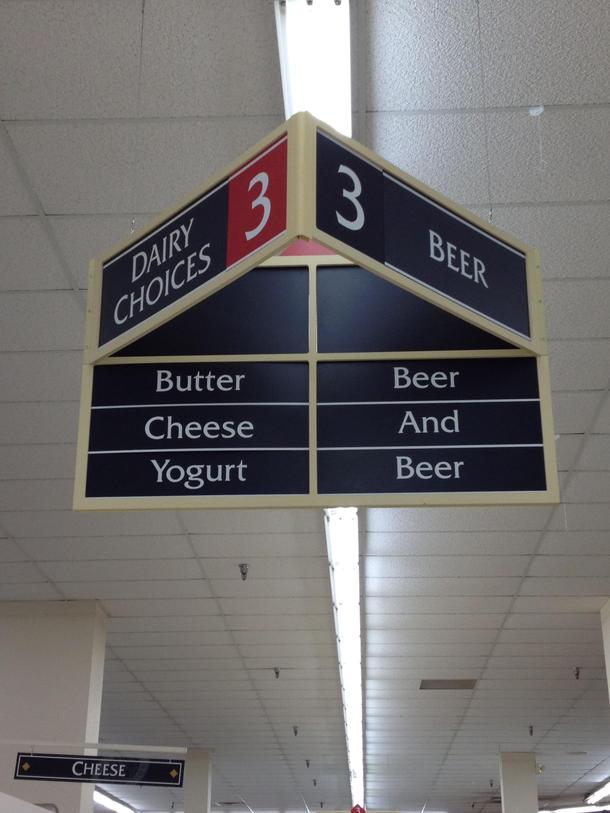 DAIRY
CHOICES
3
3
BEER
Butter
Cheese
Yogurt
Beer
And
Beer
CHEESE